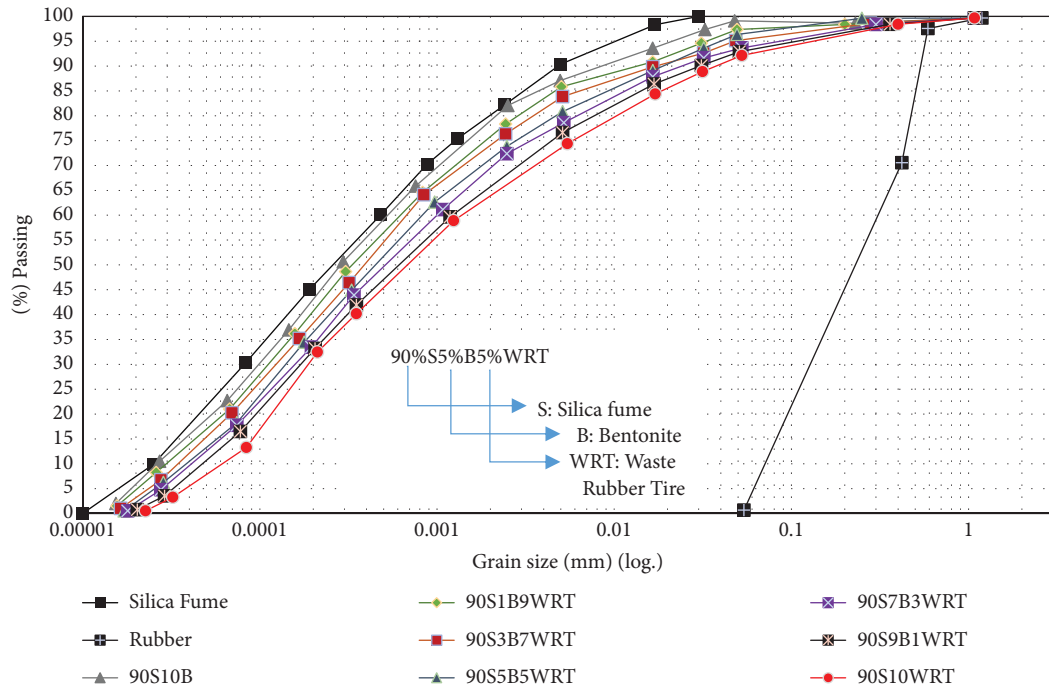 100
95
90
85
80
75
70
65
60
55
50
45
40
35
30
25
20
15
10
5
0
(%) Passing
0.00001
0.00001
0.001
0.01
0.1
1
Grain size (mm) (log.)
90%S5%B5%WRT
S: Silica fume
B: Bentonite
WRT: Waste
Rubber Tire
Silica Fume
Rubber
90S10B
90S1B9WRT
90S3B7WRT
90S5B5WRT
90S7B3WRT
90S9B1WRT
90S10WRT